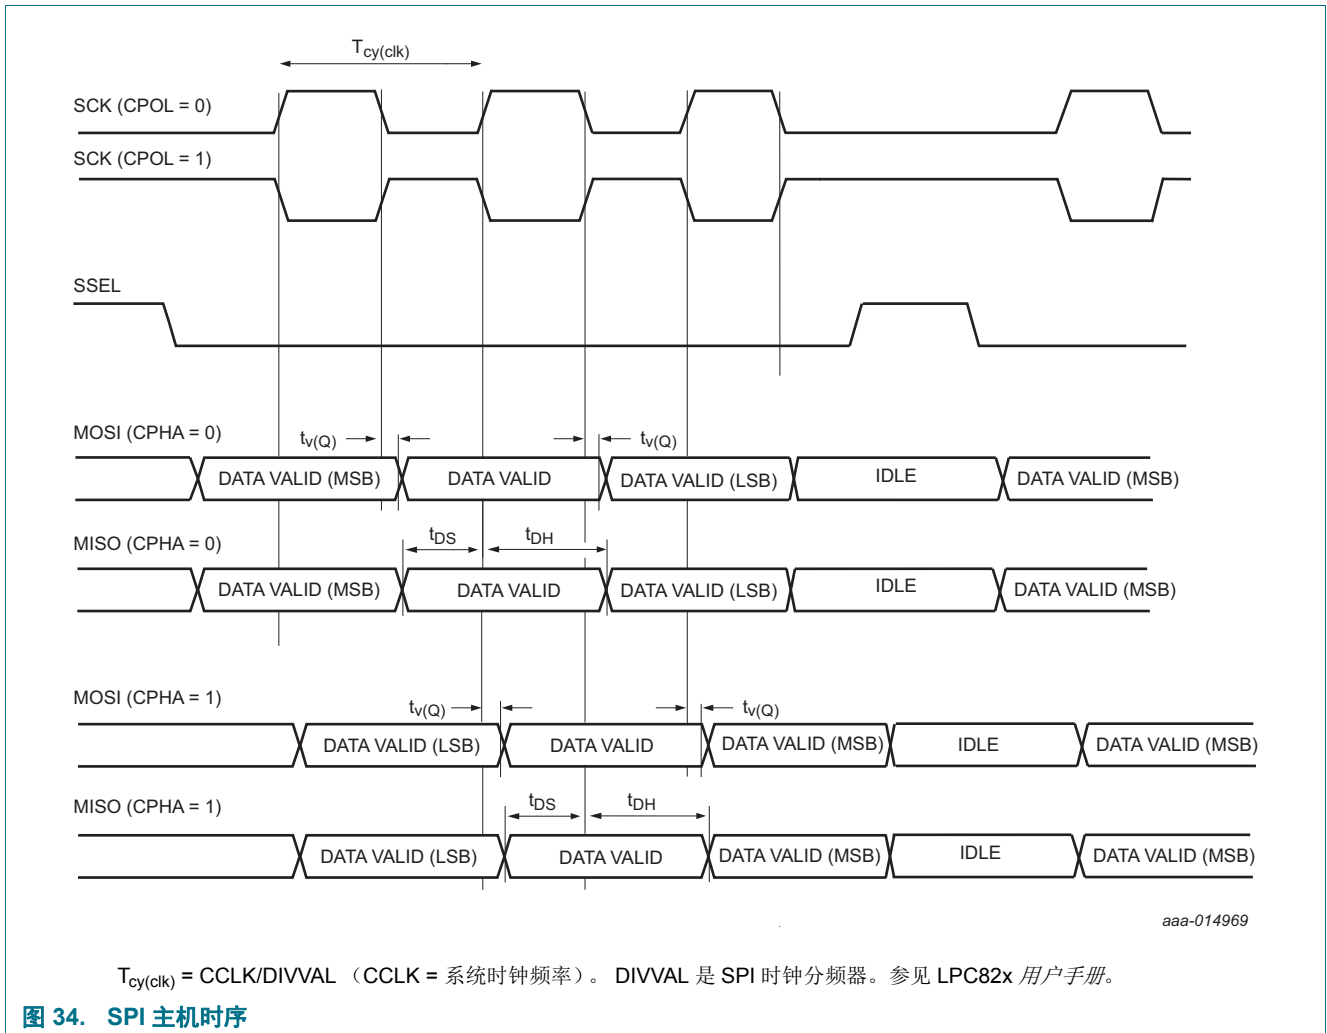 Tcy(clk)
SCK (CPOL = 0)
SCK (CPOL = 1)
SSEL
MOSI (CPHA = 0)
tv(Q)
tv(Q)
DATA VALID (MSB)
DATA VALID
DATA VALID (LSB)
IDLE
DATA VALID (MSB)
MISO (CPHA = 0)
tDS
tDH
DATA VALID (MSB)
DATA VALID
DATA VALID (LSB)
IDLE
DATA VALID (MSB)
MOSI (CPHA = 1)
tv(Q)
tv(Q)
DATA VALID (LSB)
DATA VALID
DATA VALID (MSB)
IDLE
DATA VALID (MSB)
MISO (CPHA = 1)
tDS
tDH
DATA VALID (LSB)
DATA VALID
DATA VALID (MSB)
IDLE
DATA VALID (MSB)
aaa-014969
Tcy(clk) = CCLK/DIVVAL （CCLK = 系统时钟频率）。 DIVVAL 是 SPI 时钟分频器。参见 LPC82x 用户手册。
图 34. SPI 主机时序